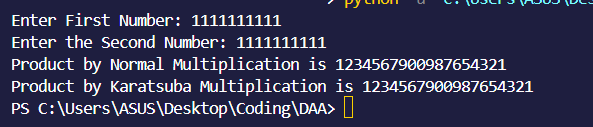 > python -u "c:\Users\ASUS\Des
Enter First Number: 1111111111
Enter the Second Number: 1111111111
Product by Normal Multiplication is 1234567900987654321
Product by Karatsuba Multiplication is 1234567900987654321
PS C:\Users\ASUS\Desktop\Coding\DAA>